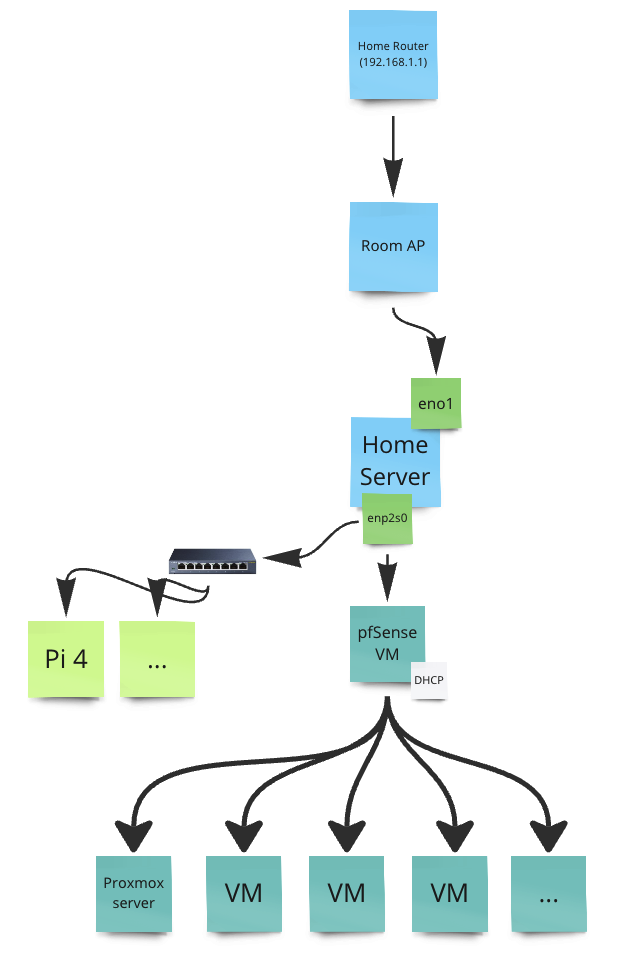 Home Router
(192.168.1.1)
Room AP
eno1
Home
Server
enp2s0
Pi 4
...
pfSense
VM
DHCP
Proxmox
server
VM
VM
VM
...